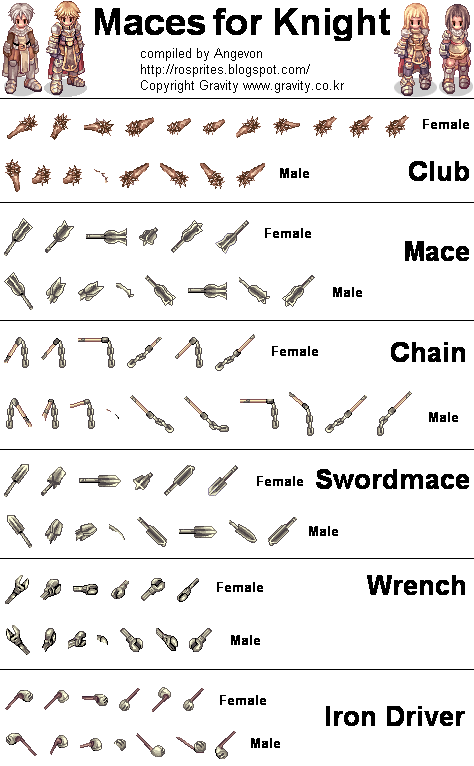 Maces for Knight
compiled by Angevon
http://rosprites.blogspot.com/
Copyright Gravity www.gravity.co.kr
Female
Male
Club
Female
Mace
Male
Female
Chain
Male
Female
Swordmace
Male
Female
Wrench
Male
Female
Iron Driver
Male